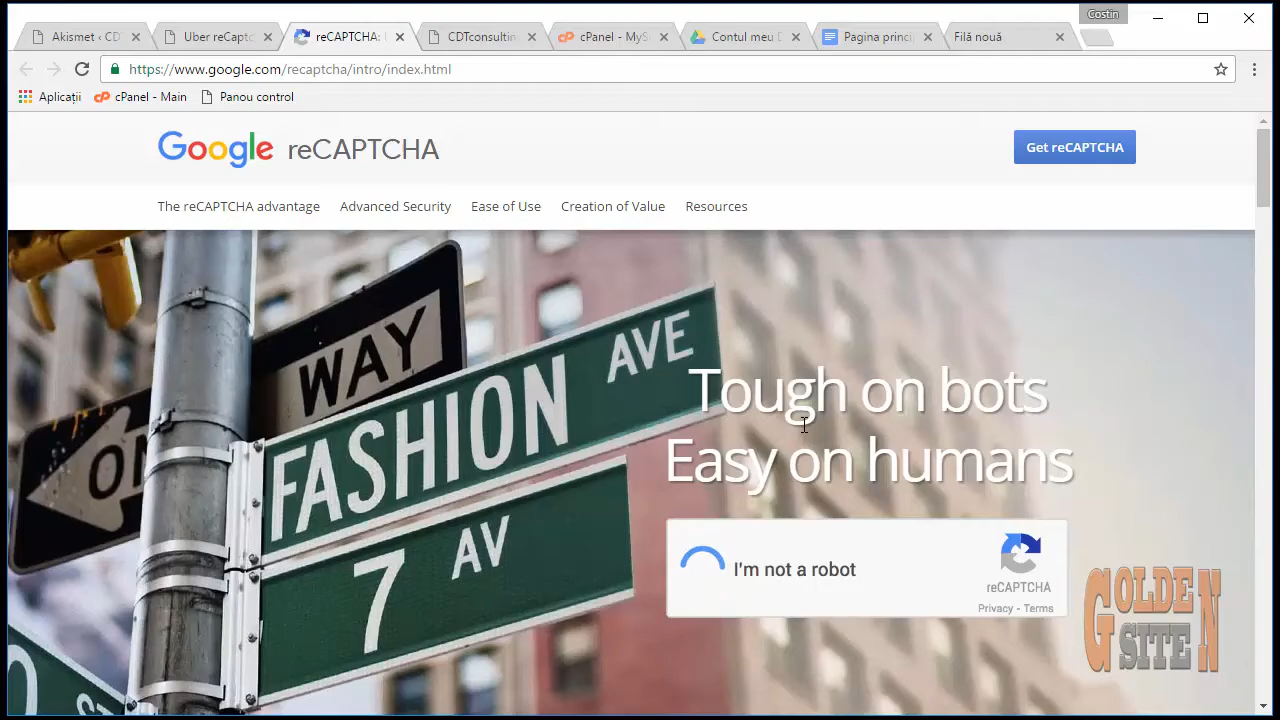 Costin
Akismet ‹ CD
Uber reCaptc
reCAPTCHA:
CDTconsultin
cPanel - MyS
Contul meu D
Pagina princi
Filă nouă
https://www.google.com/recaptcha/intro/index.html
Aplicații
cPanel - Main
Panou control
Google reCAPTCHA
Get reCAPTCHA
The reCAPTCHA advantage
Advanced Security
Ease of Use
Creation of Value
Resources
WAY
ON
FASHION AVE
7 AV
ST
Tough on bots
Easy on humans
I'm not a robot
reCAPTCHA
Privacy - Terms
GOLDEN
SITE